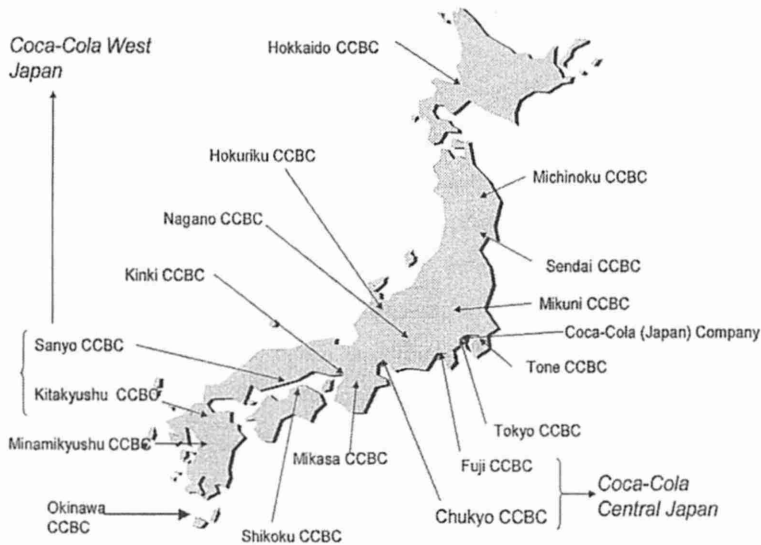 Coca-Cola West
Japan
Hokkaido CCBC
Hokuriku CCBC
Michinoku CCBC
Nagano CCBC
Sendai CCBC
Kinki CCBC
Mikuni CCBC
Coca-Cola (Japan) Company
Sanyo CCBC
Tone CCBC
Kitakyushu CCBC
Tokyo CCBC
Minamikyushu CCBC
Mikasa CCBC
Fuji CCBC
Coca-Cola
Central Japan
Chukyo CCBC
Okinawa
CCBC
Shikoku CCBC